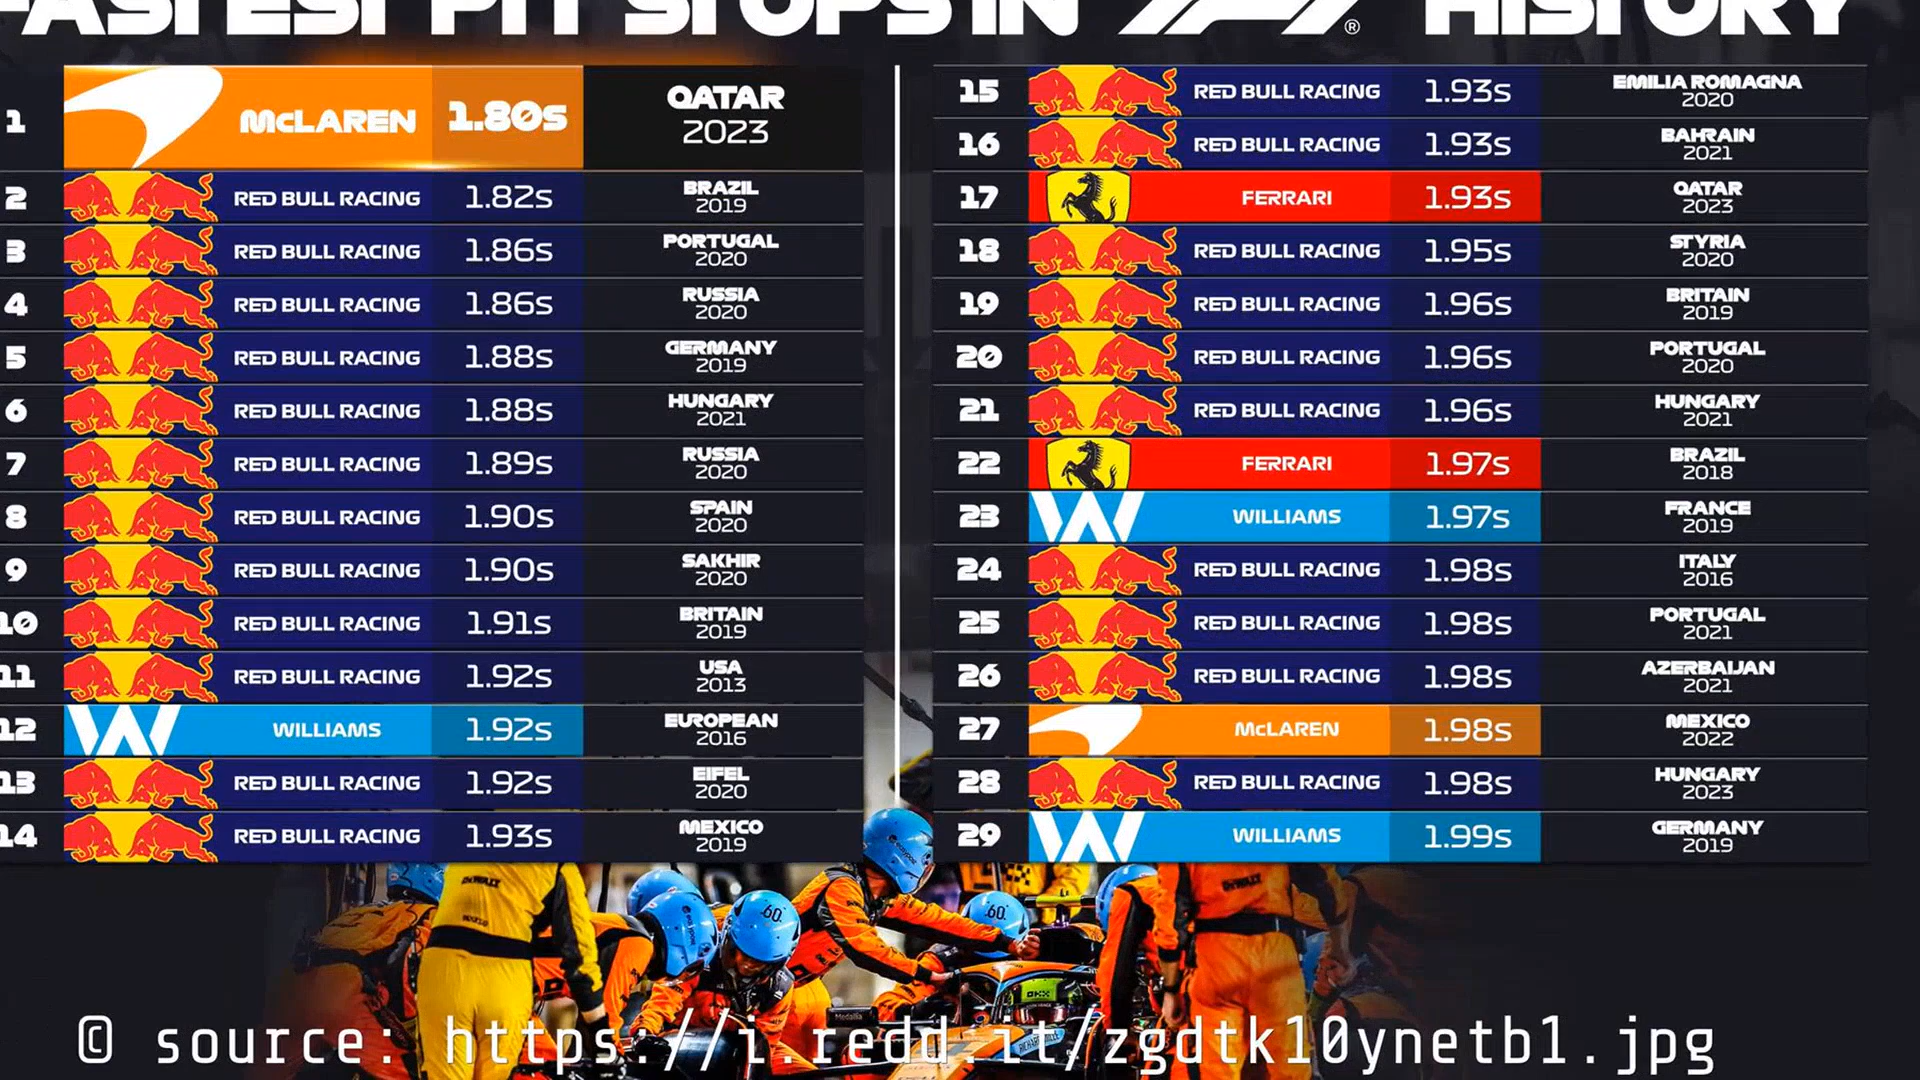 FASTEST PIT STOPS IN F1® HISTORY
1 McLAREN 1.80s QATAR 2023
2 RED BULL RACING 1.82s BRAZIL 2019
3 RED BULL RACING 1.86s PORTUGAL 2020
4 RED BULL RACING 1.86s RUSSIA 2020
5 RED BULL RACING 1.88s GERMANY 2019
6 RED BULL RACING 1.88s HUNGARY 2021
7 RED BULL RACING 1.89s RUSSIA 2020
8 RED BULL RACING 1.90s SPAIN 2020
9 RED BULL RACING 1.90s SAKHIR 2020
10 RED BULL RACING 1.91s BRITAIN 2019
11 RED BULL RACING 1.92s USA 2013
12 WILLIAMS 1.92s EUROPEAN 2016
13 RED BULL RACING 1.92s EIFEL 2020
14 RED BULL RACING 1.93s MEXICO 2019
15 RED BULL RACING 1.93s EMILIA ROMAGNA 2020
16 RED BULL RACING 1.93s BAHRAIN 2021
17 FERRARI 1.93s QATAR 2023
18 RED BULL RACING 1.95s STYRIA 2020
19 RED BULL RACING 1.96s BRITAIN 2019
20 RED BULL RACING 1.96s PORTUGAL 2020
21 RED BULL RACING 1.96s HUNGARY 2021
22 FERRARI 1.97s BRAZIL 2018
23 WILLIAMS 1.97s FRANCE 2019
24 RED BULL RACING 1.98s ITALY 2016
25 RED BULL RACING 1.98s PORTUGAL 2021
26 RED BULL RACING 1.98s AZERBAIJAN 2021
27 McLAREN 1.98s MEXICO 2022
28 RED BULL RACING 1.98s HUNGARY 2023
29 WILLIAMS 1.99s GERMANY 2019
DEWALT
60
60
OKX
© source: https://i.redd.it/zgdtk10ynetb1.jpg